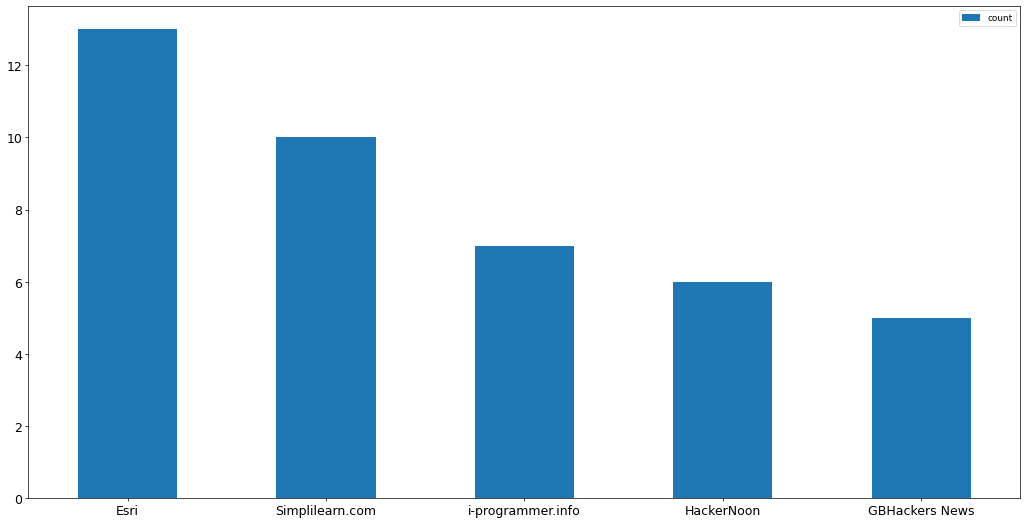 count
12
10
8
6
4
2
0
Esri
Simplilearn.com
i-programmer.info
HackerNoon
GBHackers News